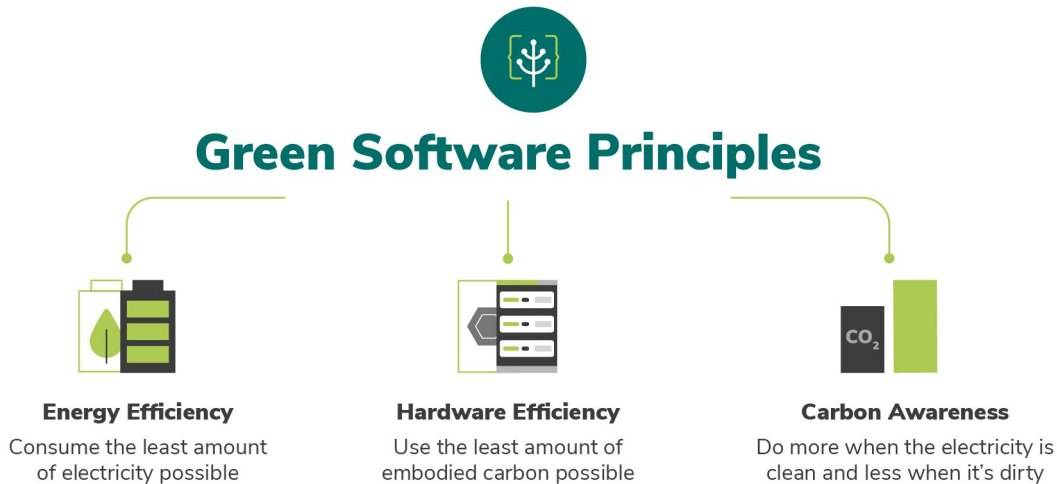 Green Software Principles
CO₂
Energy Efficiency
Consume the least amount
of electricity possible
Hardware Efficiency
Use the least amount of
embodied carbon possible
Carbon Awareness
Do more when the electricity is
clean and less when it’s dirty